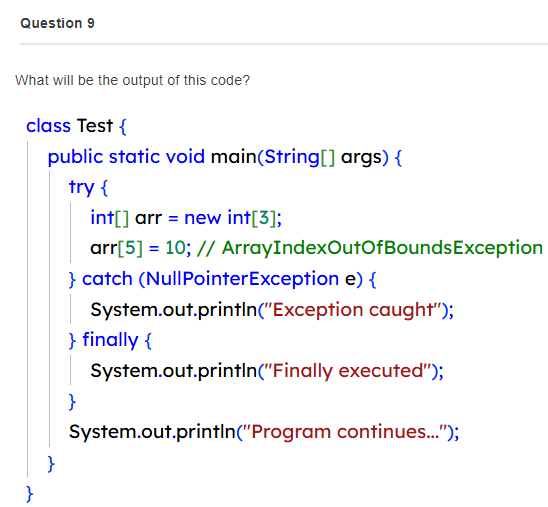 Question 9
What will be the output of this code?
class Test {
public static void main(String[] args) {
try {
int[] arr = new int[3];
arr[5] = 10; // ArrayIndexOutOfBoundsException
} catch (NullPointerException e) {
System.out.println("Exception caught");
} finally {
System.out.println("Finally executed");
}
System.out.println("Program continues...");
}
}